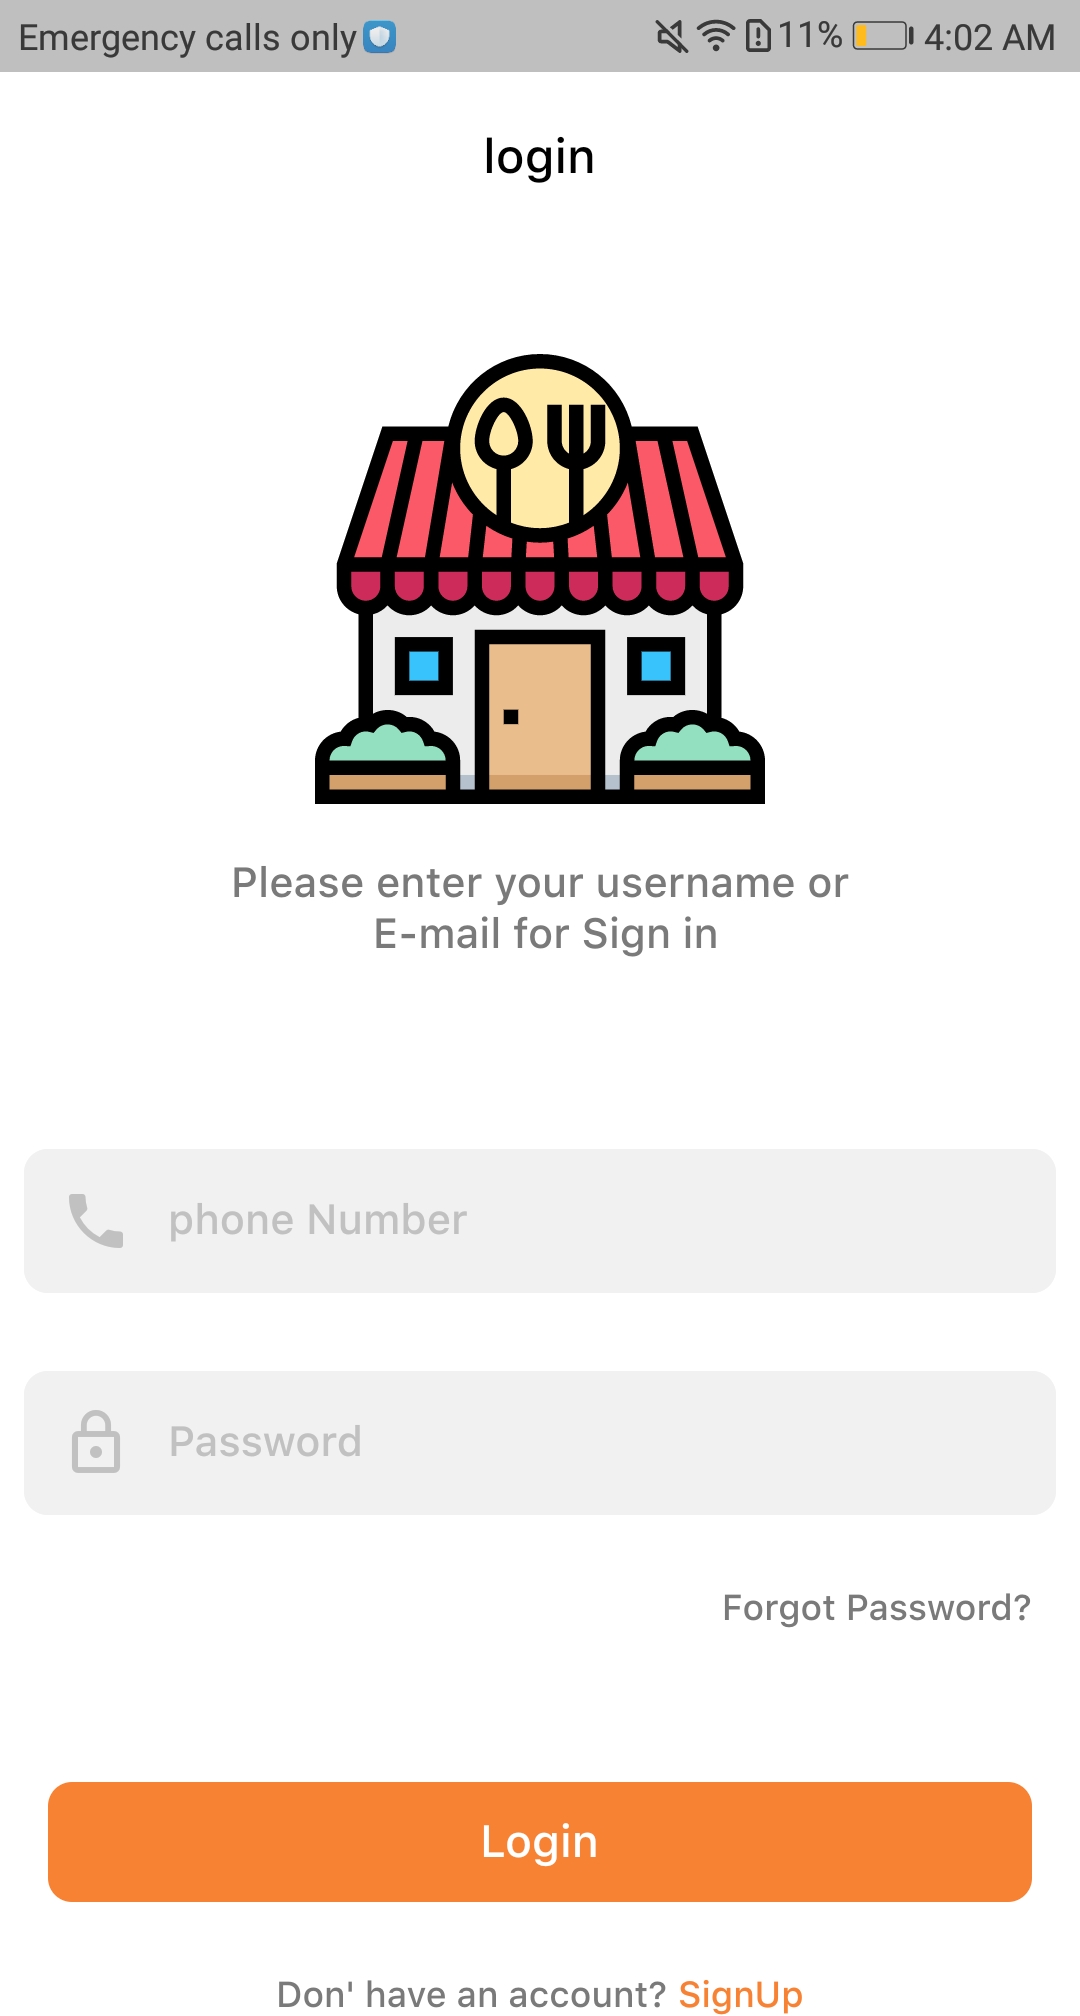 Emergency calls only 11% 4:02 AM
login
Please enter your username or
E-mail for Sign in
phone Number
Password
Forgot Password?
Login
Don' have an account? SignUp